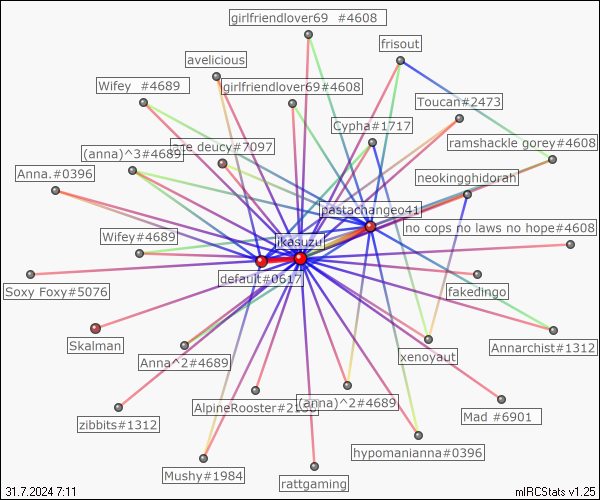 girlfriendlover69 #4608
frisout
avelicious
Wifey #4689
girlfriendlover69#4608
Toucan#2473
Cypha#1717
ramshackle gorey#4608
deucy#7097
(anna)^3#4689
Anna.#0396
neokingghidorah
pastachangeo41
no cops no laws no hope#4608
Wifey#4689
ikasuzu
default#0617
Soxy Foxy#5076
fakedingo
Skalman
Annarchist#1312
Anna^2#4689
xenoyaut
AlpineRooster#2
(anna)^2#4689
zibbits#1312
Mad #6901
hypomanianna#0396
Mushy#1984
rattgaming
31.7.2024 7:11
mIRCStats v1.25